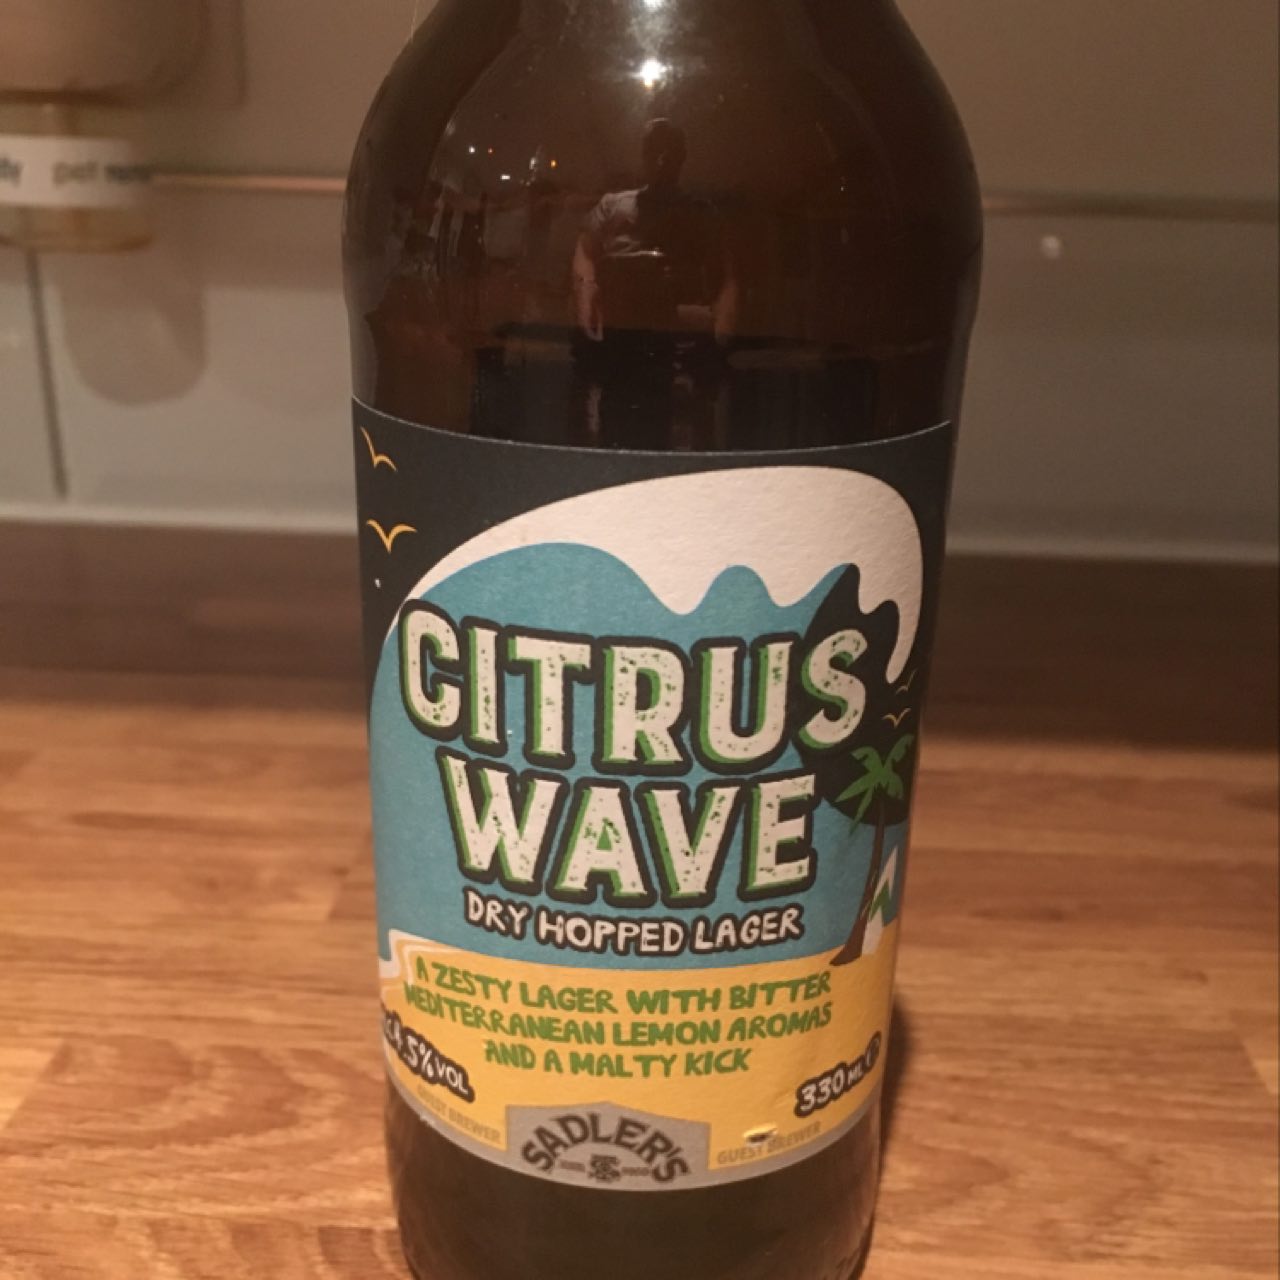 CITRUS
WAVE
DRY HOPPED LAGER
A ZESTY LAGER WITH BITTER
MEDITERRANEAN LEMON AROMAS
AND A MALTY KICK
4.5% VOL
330 ML e
GUEST BREWER
SADLER'S
GUEST BREWER